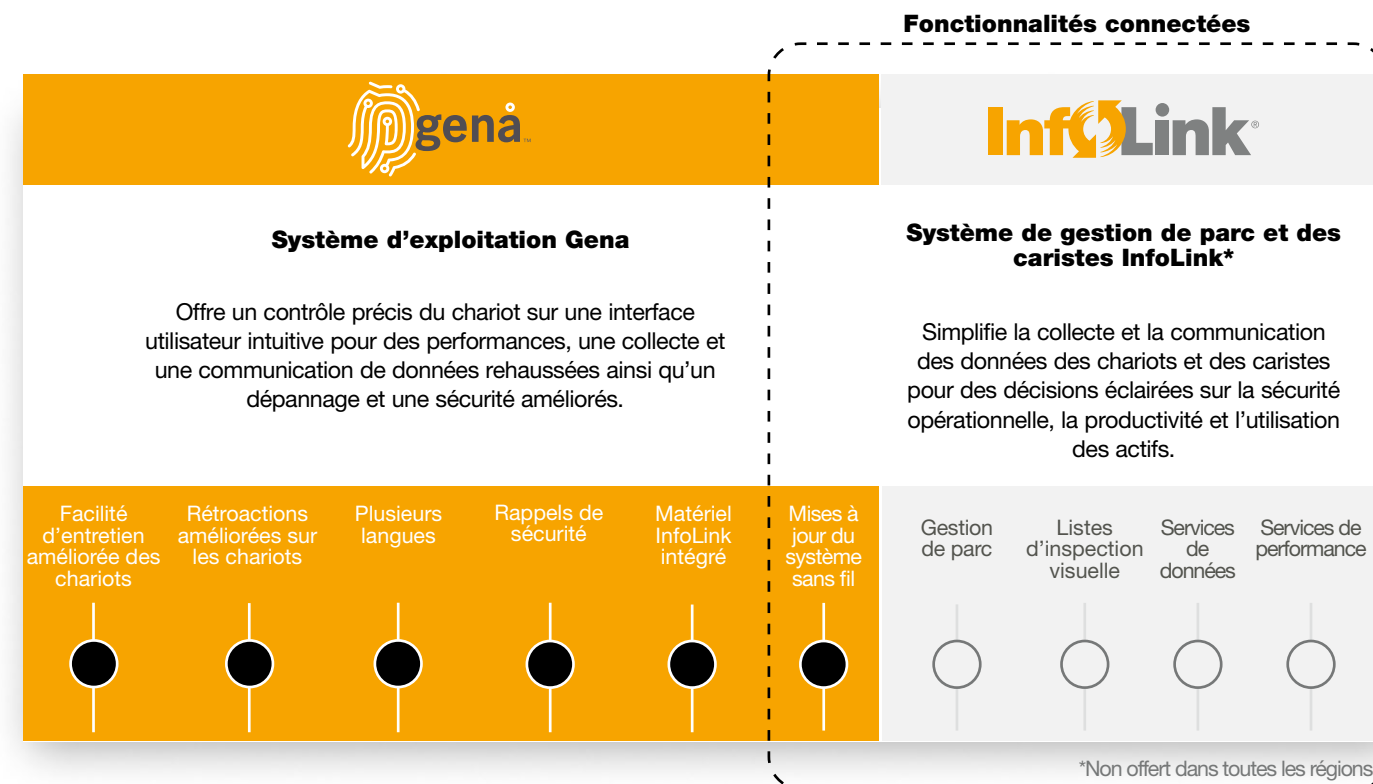 Fonctionnalités connectées
genå™
InfoLink®
Système d’exploitation Gena
Offre un contrôle précis du chariot sur une interface
utilisateur intuitive pour des performances, une collecte et
une communication de données rehaussées ainsi qu’un
dépannage et une sécurité améliorés.
Système de gestion de parc et des
caristes InfoLink*
Simplifie la collecte et la communication
des données des chariots et des caristes
pour des décisions éclairées sur la sécurité
opérationnelle, la productivité et l’utilisation
des actifs.
Facilité
d’entretien
améliorée des
chariots
Rétroactions
améliorées sur
les chariots
Plusieurs
langues
Rappels de
sécurité
Matériel
InfoLink
intégré
Mises à
jour du
système
sans fil
Gestion
de parc
Listes
d’inspection
visuelle
Services
de
données
Services de
performance
*Non offert dans toutes les régions